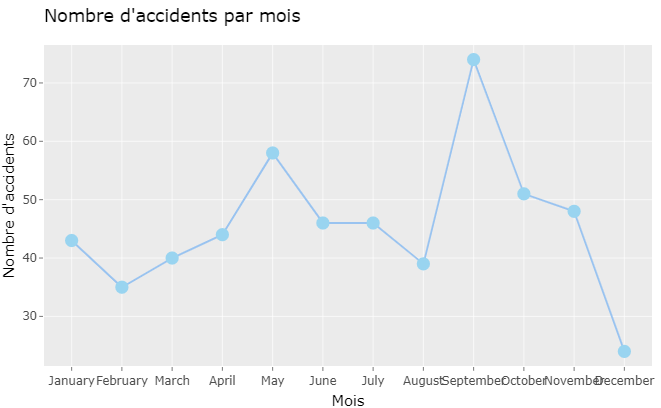 Nombre d'accidents par mois
Nombre d'accidents
70
60
50
40
30
January February March April May June July August September October November December
Mois